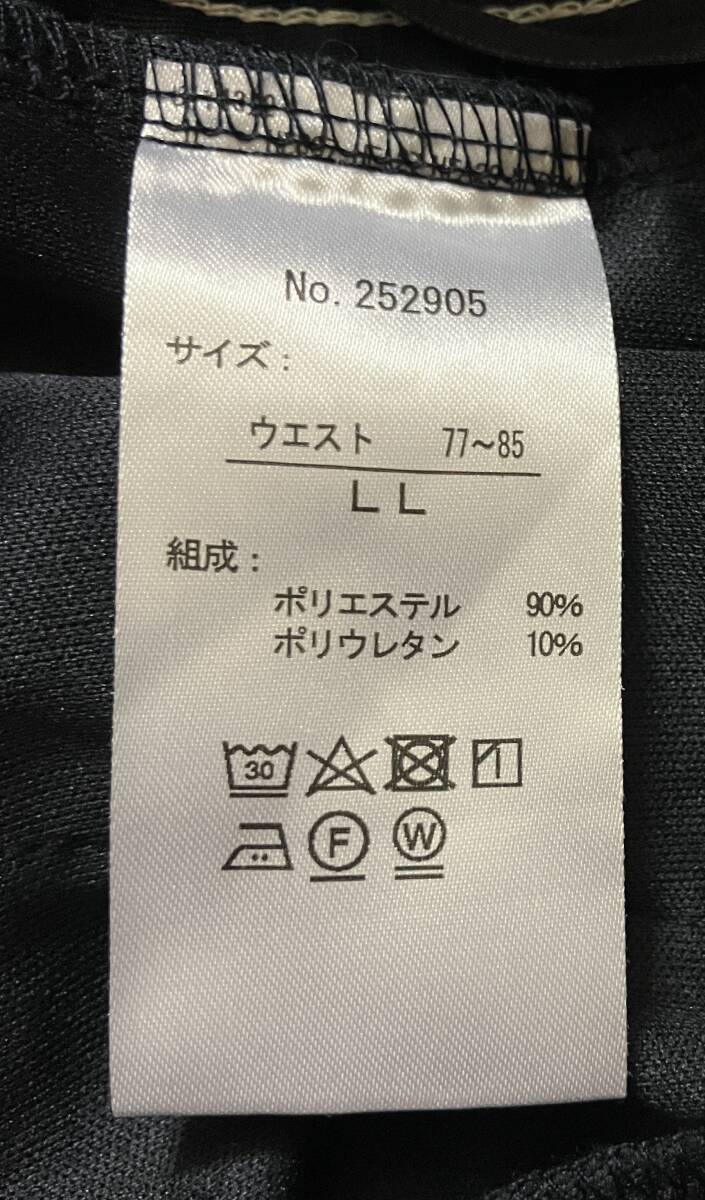 No. 252905
サイズ：
ウエスト 77～85
LL
組成：
ポリエステル 90%
ポリウレタン 10%
30
F
W